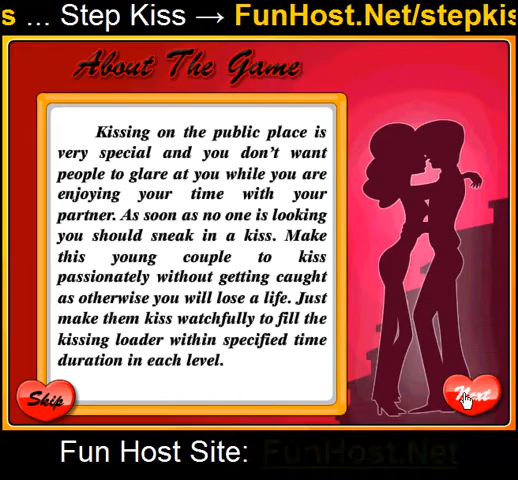 s ... Step Kiss → FunHost.Net/stepkis
About The Game
Kissing on the public place is
very special and you don't want
people to glare at you while you are
enjoying your time with your
partner. As soon as no one is looking
you should sneak in a kiss. Make
this young couple to kiss
passionately without getting caught
as otherwise you will lose a life. Just
make them kiss watchfully to fill the
kissing loader within specified time
duration in each level.
Skip
Next
Fun Host Site: FunHost.Net